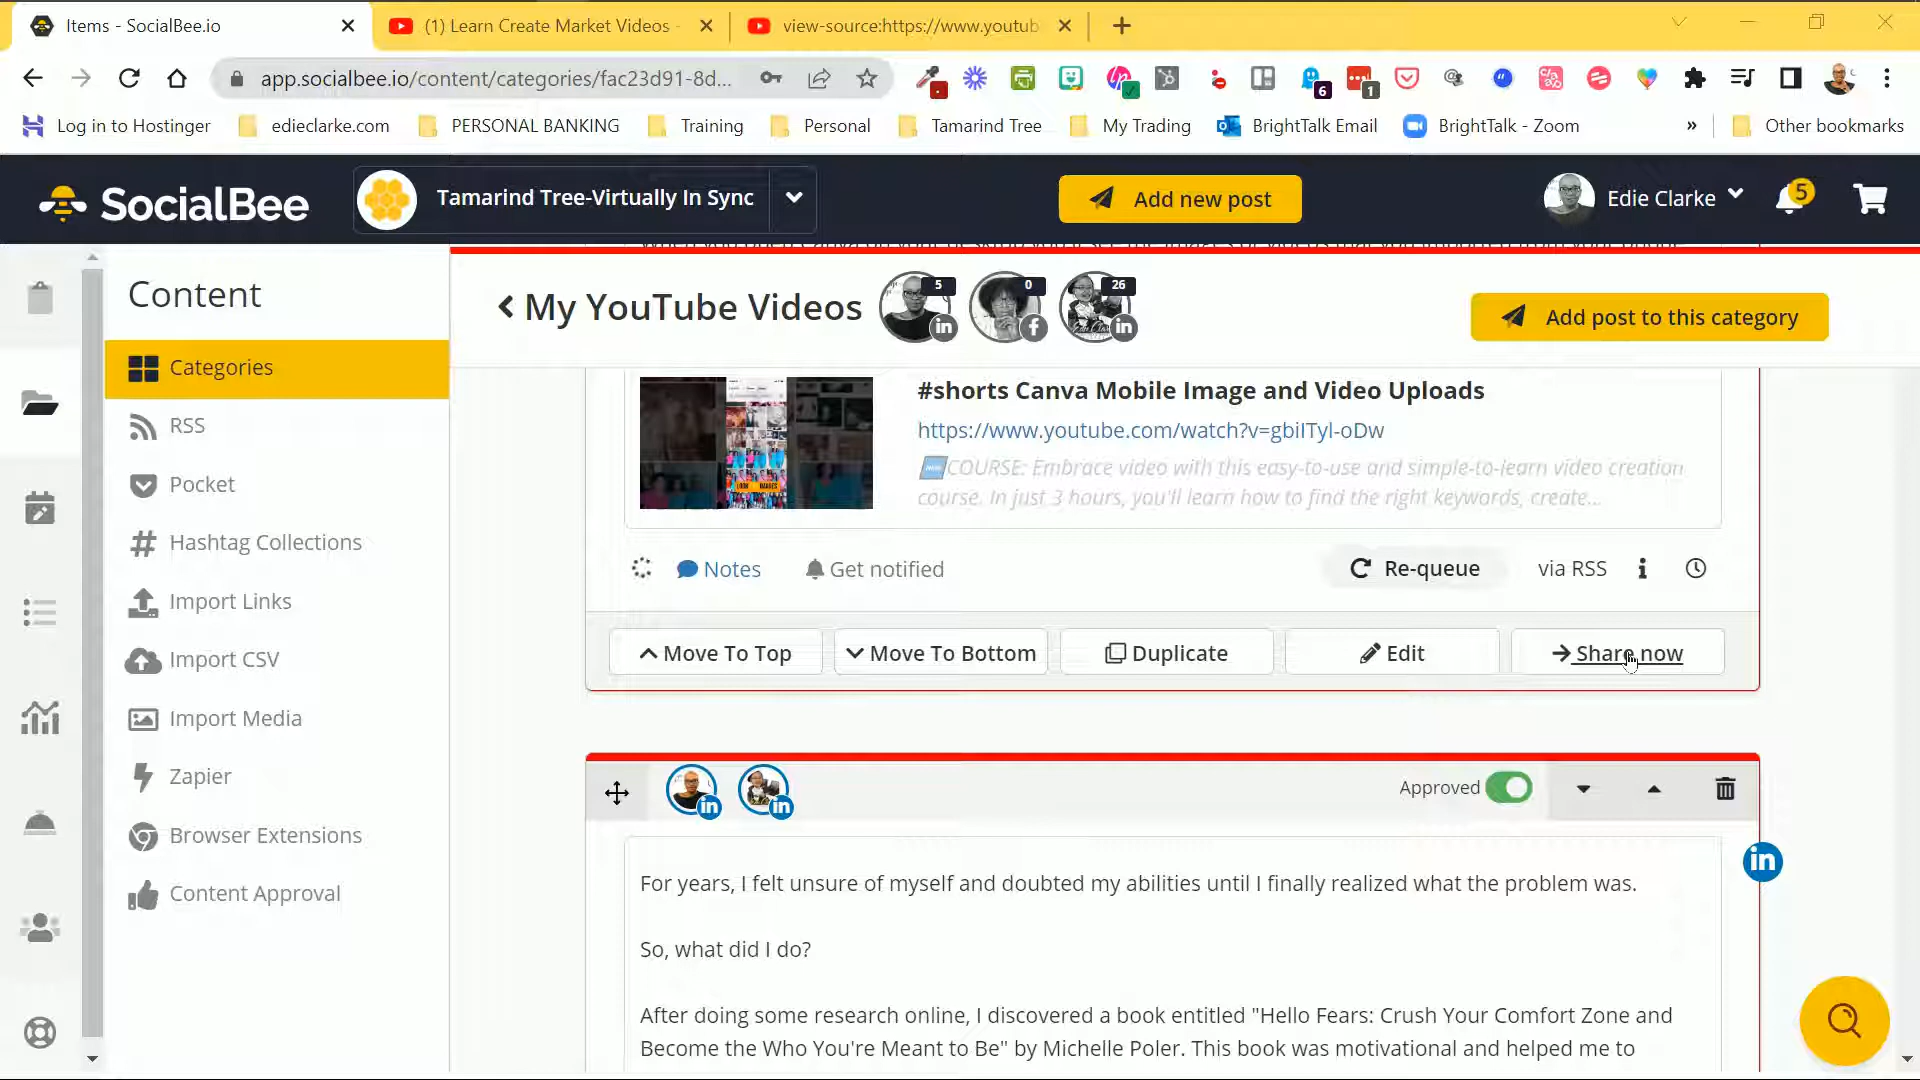 Items - SocialBee.io
(1) Learn Create Market Videos -
view-source:https://www.youtub
app.socialbee.io/content/categories/fac23d91-8d...
6
1
Log in to Hostinger
edieclarke.com
PERSONAL BANKING
Training
Personal
Tamarind Tree
My Trading
BrightTalk Email
BrightTalk - Zoom
»
Other bookmarks
SocialBee
Tamarind Tree-Virtually In Sync
Add new post
Edie Clarke
5
Content
My YouTube Videos
5
0
26
Add post to this category
Categories
RSS
Pocket
Hashtag Collections
Import Links
Import CSV
Import Media
Zapier
Browser Extensions
Content Approval
#shorts Canva Mobile Image and Video Uploads
https://www.youtube.com/watch?v=gbiITyl-oDw
COURSE: Embrace video with this easy-to-use and simple-to-learn video creation
course. In just 3 hours, you'll learn how to find the right keywords, create...
Notes
Get notified
Re-queue
via RSS
Move To Top
Move To Bottom
Duplicate
Edit
Share now
Approved
For years, I felt unsure of myself and doubted my abilities until I finally realized what the problem was.
So, what did I do?
After doing some research online, I discovered a book entitled "Hello Fears: Crush Your Comfort Zone and
Become the Who You're Meant to Be" by Michelle Poler. This book was motivational and helped me to